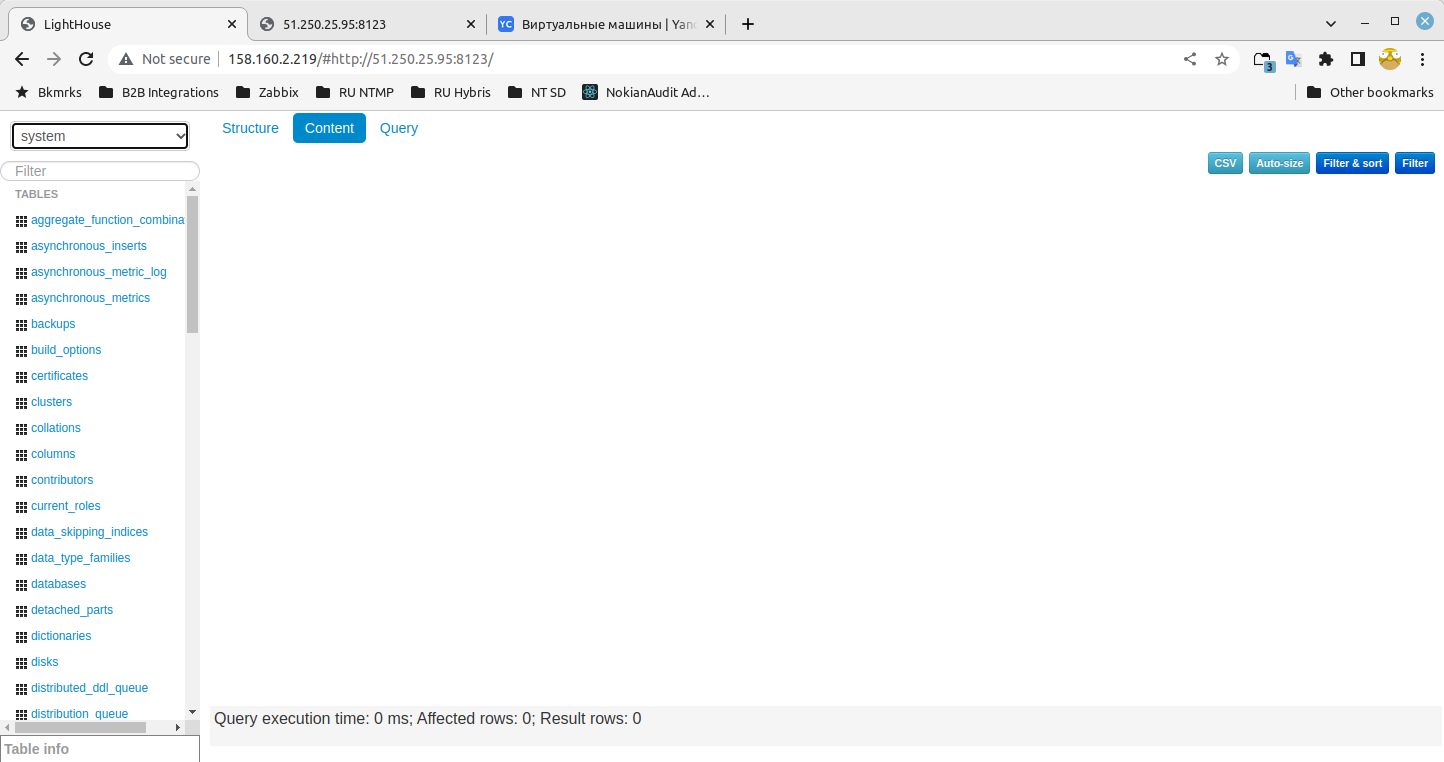 LightHouse
51.250.25.95:8123
YC Виртуальные машины | Yan
Not secure 158.160.2.219/#http://51.250.25.95:8123/
3
Bkmrks B2B Integrations Zabbix RU NTMP RU Hybris NT SD NokianAudit Ad… Other bookmarks
system Structure Content Query
Filter CSV Auto-size Filter & sort Filter
TABLES
aggregate_function_combina
asynchronous_inserts
asynchronous_metric_log
asynchronous_metrics
backups
build_options
certificates
clusters
collations
columns
contributors
current_roles
data_skipping_indices
data_type_families
databases
detached_parts
dictionaries
disks
distributed_ddl_queue
distribution_queue
Query execution time: 0 ms; Affected rows: 0; Result rows: 0
Table info